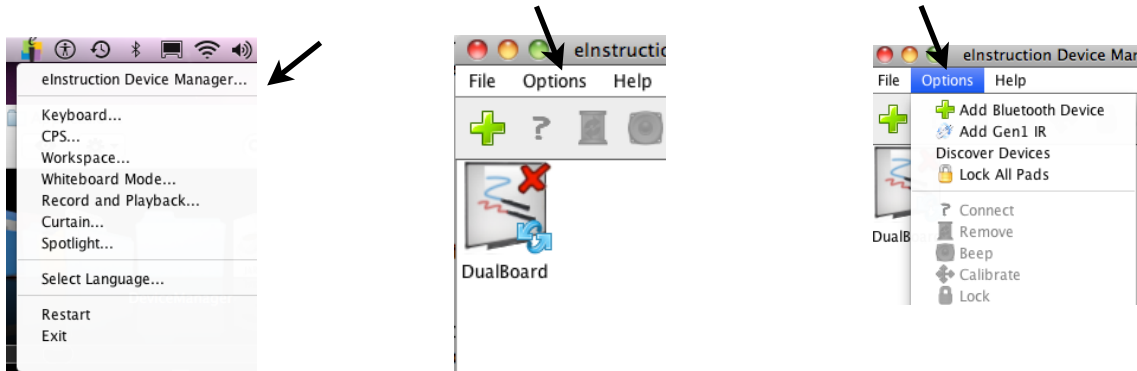 eInstruction Device Manager...
Keyboard...
CPS...
Workspace...
Whiteboard Mode...
Record and Playback...
Curtain...
Spotlight...
Select Language...
Restart
Exit
eInstructio
File Options Help
DualBoard
eInstruction Device Mar
File Options Help
Add Bluetooth Device
Add Gen1 IR
Discover Devices
Lock All Pads
Connect
Remove
Beep
Calibrate
Lock
DualB